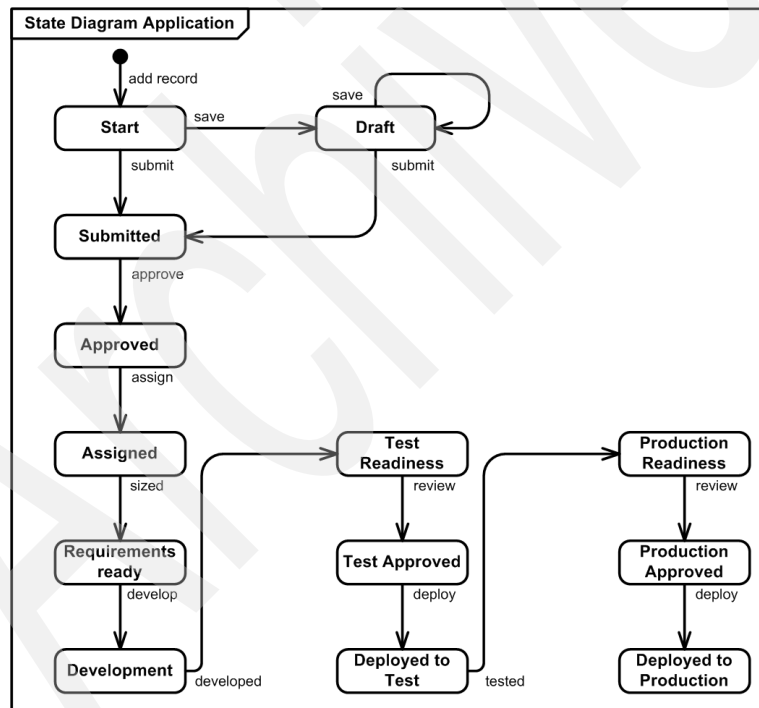 State Diagram Application
add record
save
Start
save
Draft
submit
submit
Submitted
approve
Approved
assign
Assigned
sized
Requirements
ready
develop
Development
developed
Test
Readiness
review
Test Approved
deploy
Deployed to
Test
tested
Production
Readiness
review
Production
Approved
deploy
Deployed to
Production